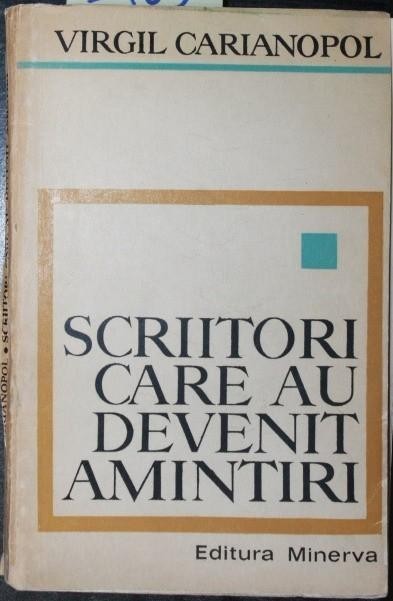 VIRGIL CARIANOPOL
SCRIITORI
CARE AU
DEVENIT
AMINTIRI
Editura Minerva